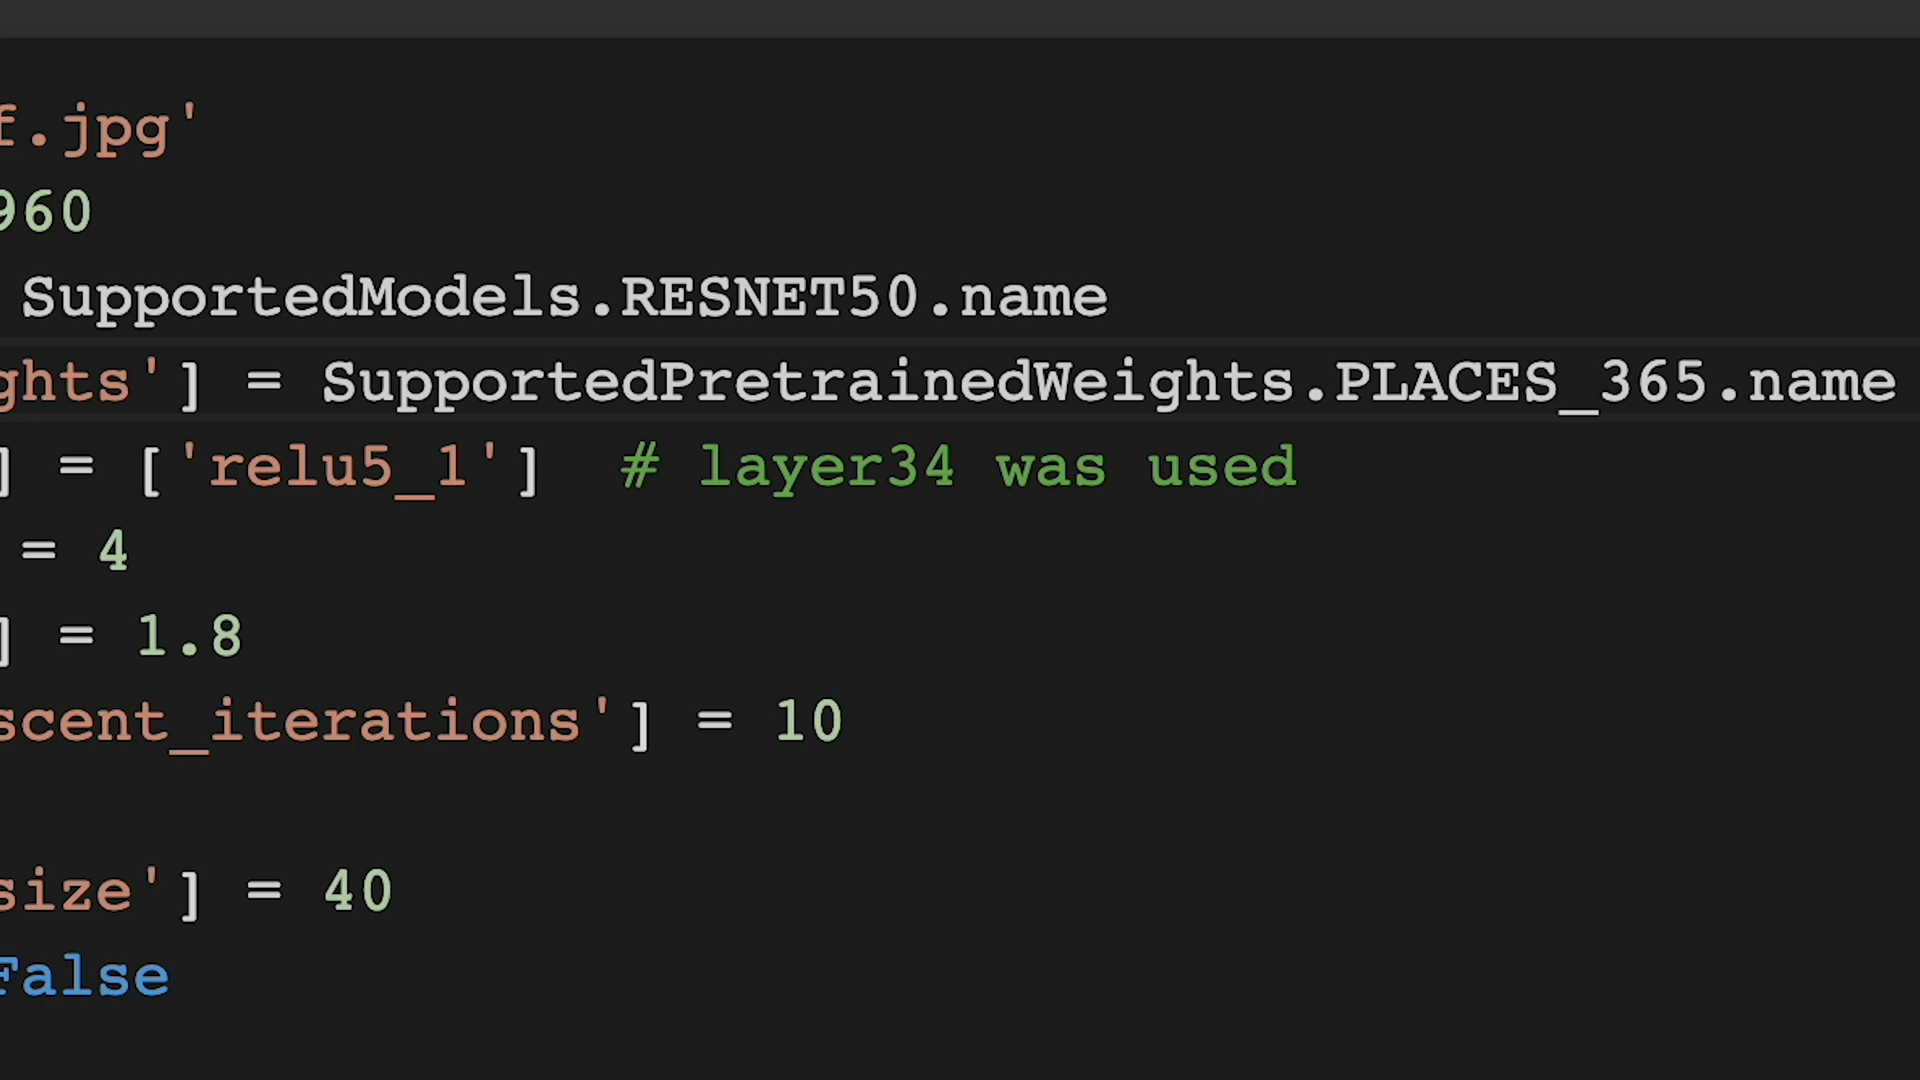 f.jpg'
960
SupportedModels.RESNET50.name
ghts'] = SupportedPretrainedWeights.PLACES_365.name
] = ['relu5_1']  # layer34 was used
= 4
] = 1.8
scent_iterations'] = 10
size'] = 40
False